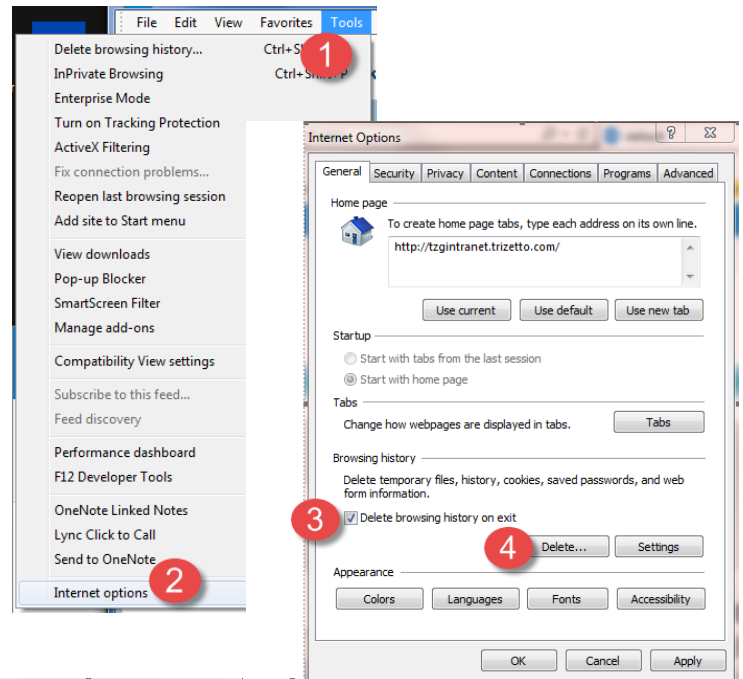 File Edit View Favorites Tools
1
Delete browsing history...
InPrivate Browsing
Enterprise Mode
Turn on Tracking Protection
ActiveX Filtering
Fix connection problems...
Reopen last browsing session
Add site to Start menu
View downloads
Pop-up Blocker
SmartScreen Filter
Manage add-ons
Compatibility View settings
Subscribe to this feed...
Feed discovery
Performance dashboard
F12 Developer Tools
OneNote Linked Notes
Lync Click to Call
Send to OneNote
Internet options
2
Internet Options
General Security Privacy Content Connections Programs Advanced
Home page
To create home page tabs, type each address on its own line.
http://tzgintranet.trizetto.com/
Use current Use default Use new tab
Startup
Start with tabs from the last session
Start with home page
Tabs
Change how webpages are displayed in tabs. Tabs
Browsing history
Delete temporary files, history, cookies, saved passwords, and web
form information.
3 Delete browsing history on exit
4 Delete... Settings
Appearance
Colors Languages Fonts Accessibility
OK Cancel Apply